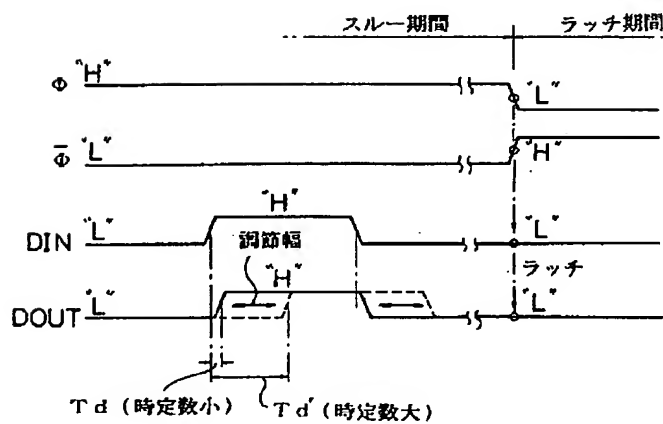 スルー期間 ラッチ期間
Φ "H" "L"
Φ̅ "L" "H"
"H"
DIN "L" "L"
調節幅 ラッチ
"H"
DOUT "L" "L"
Td（時定数小） Td'（時定数大）